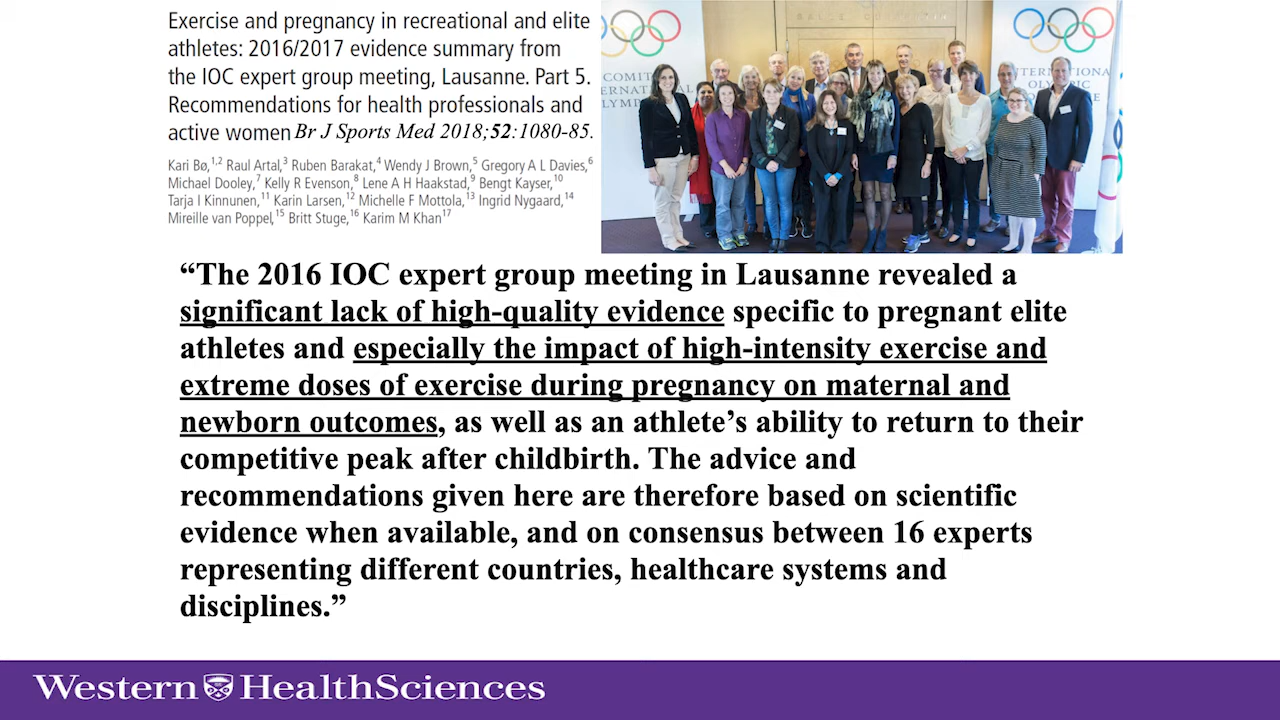 Exercise and pregnancy in recreational and elite
athletes: 2016/2017 evidence summary from
the IOC expert group meeting, Lausanne. Part 5.
Recommendations for health professionals and
active women Br J Sports Med 2018;52:1080-85.
Kari Bø,1,2 Raul Artal,3 Ruben Barakat,4 Wendy J Brown,5 Gregory A L Davies,6
Michael Dooley,7 Kelly R Evenson,8 Lene A H Haakstad,9 Bengt Kayser,10
Tarja I Kinnunen,11 Karin Larsen,12 Michelle F Mottola,13 Ingrid Nygaard,14
Mireille van Poppel,15 Britt Stuge,16 Karim M Khan17
“The 2016 IOC expert group meeting in Lausanne revealed a
significant lack of high-quality evidence specific to pregnant elite
athletes and especially the impact of high-intensity exercise and
extreme doses of exercise during pregnancy on maternal and
newborn outcomes, as well as an athlete’s ability to return to their
competitive peak after childbirth. The advice and
recommendations given here are therefore based on scientific
evidence when available, and on consensus between 16 experts
representing different countries, healthcare systems and
disciplines.”
Western HealthSciences